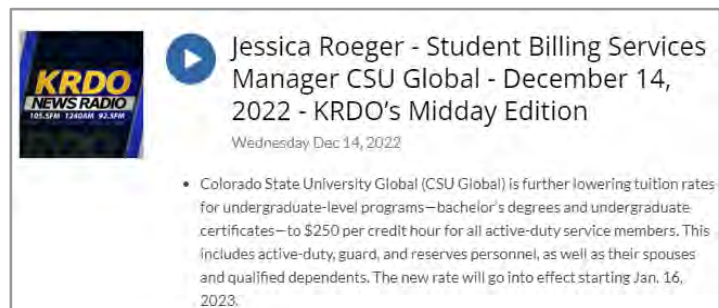 KRDO
NEWS RADIO
105.5FM 1240AM 92.5FM
Jessica Roeger - Student Billing Services
Manager CSU Global - December 14,
2022 - KRDO’s Midday Edition
Wednesday Dec 14, 2022
• Colorado State University Global (CSU Global) is further lowering tuition rates
for undergraduate-level programs—bachelor's degrees and undergraduate
certificates—to $250 per credit hour for all active-duty service members. This
includes active-duty, guard, and reserves personnel, as well as their spouses
and qualified dependents. The new rate will go into effect starting Jan. 16,
2023.